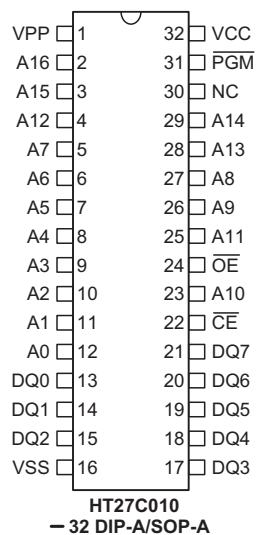 VPP 1 32 VCC
A16 2 31 PGM
A15 3 30 NC
A12 4 29 A14
A7 5 28 A13
A6 6 27 A8
A5 7 26 A9
A4 8 25 A11
A3 9 24 OE
A2 10 23 A10
A1 11 22 CE
A0 12 21 DQ7
DQ0 13 20 DQ6
DQ1 14 19 DQ5
DQ2 15 18 DQ4
VSS 16 17 DQ3
HT27C010
– 32 DIP-A/SOP-A